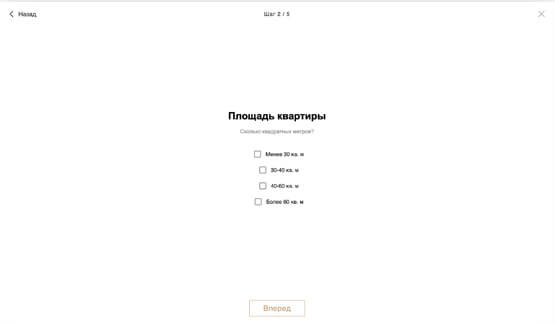 Назад
Шаг 2 / 5
Площадь квартиры
Сколько квадратных метров?
Менее 30 кв. м
30-40 кв. м
40-60 кв. м
Более 60 кв. м
Вперед